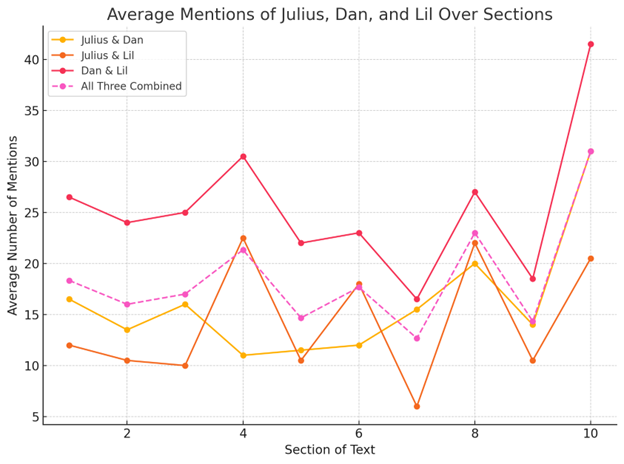 Average Mentions of Julius, Dan, and Lil Over Sections
Julius & Dan
Julius & Lil
Dan & Lil
All Three Combined
40
35
30
25
20
15
10
5
Average Number of Mentions
2 4 6 8 10
Section of Text